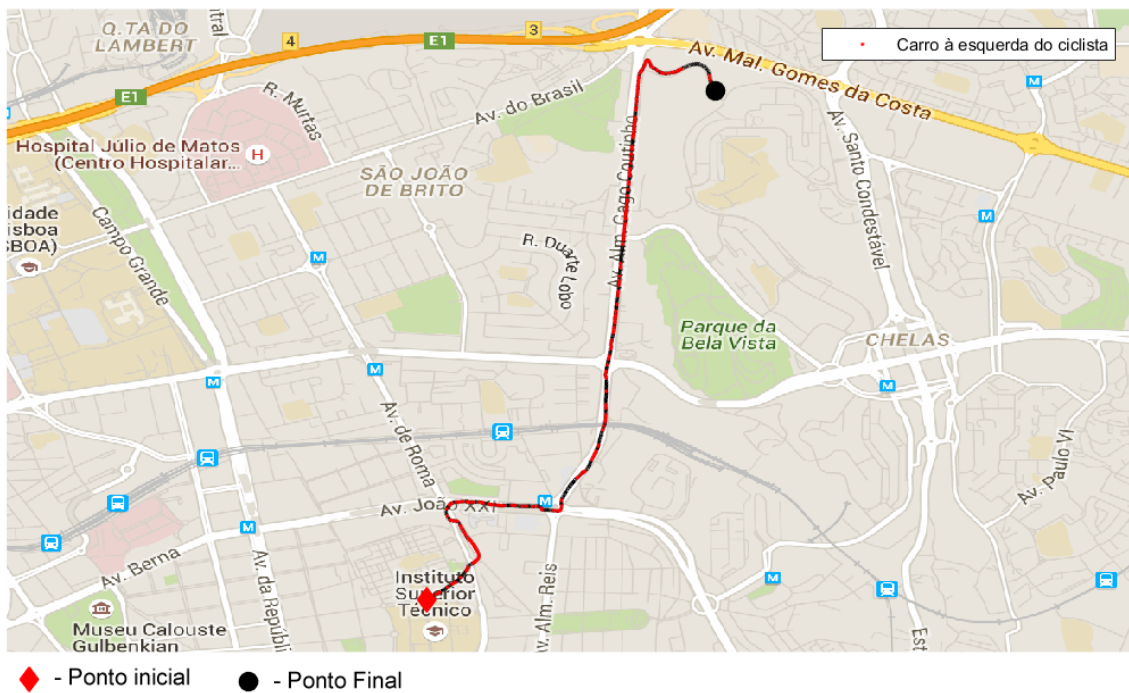 Q. TA DO
LAMBERT
ntral
4
E1
3
Carro à esquerda do ciclista
Av. Mal. Gomes da Costa
E1
R. Murtas
Av. do Brasil
Hospital Júlio de Matos
(Centro Hospitalar...
H
SÃO JOÃO
DE BRITO
Av. Alm. Gago Coutinho
Av. Santo Condestável
M
idade
isboa
SBOA)
Campo Grande
M
M
R. Duarte Lobo
Parque da
Bela Vista
CHELAS
M
M
M
Av. de Roma
Av. Paulo VI
Av. João XXI
M
M
Av. Berna
Av. da Repúbli
Instituto
Superior
Técnico
Av. Alm. Reis
M
M
Est
Museu Calouste
Gulbenkian
- Ponto inicial
- Ponto Final